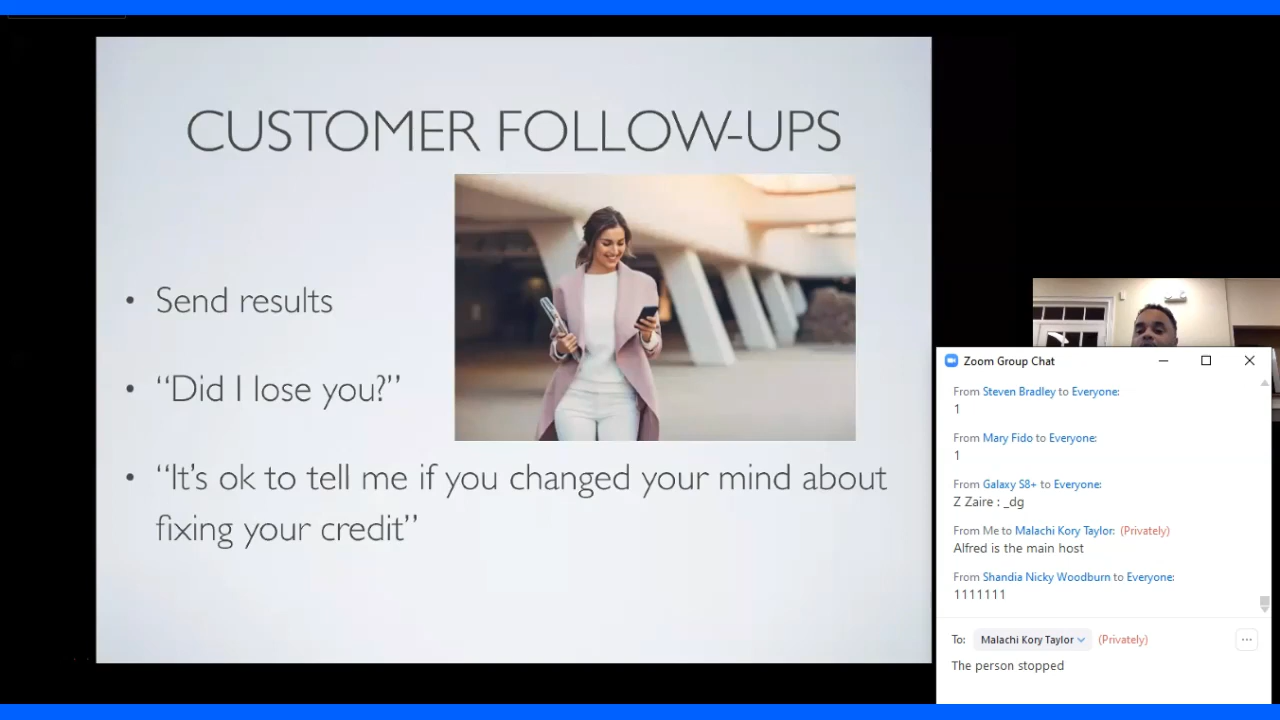 CUSTOMER FOLLOW-UPS
• Send results
• “Did I lose you?”
• “It’s ok to tell me if you changed your mind about
fixing your credit”
Zoom Group Chat
From Steven Bradley to Everyone:
1
From Mary Fido to Everyone:
1
From Galaxy S8+ to Everyone:
Z Zaire : _dg
From Me to Malachi Kory Taylor: (Privately)
Alfred is the main host
From Shandia Nicky Woodburn to Everyone:
1111111
To: Malachi Kory Taylor (Privately)
The person stopped